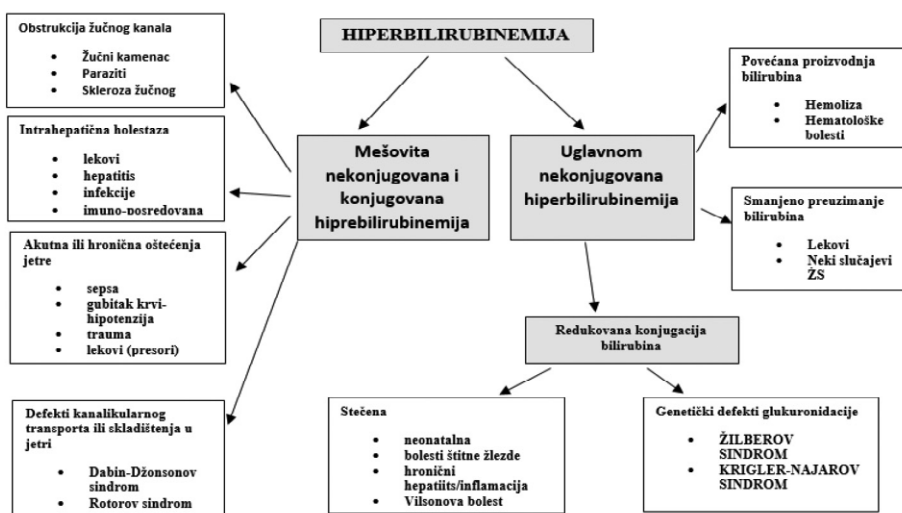 HIPERBILIRUBINEMIJA
Obstrukcija žučnog kanala
• Žučni kamenac
• Paraziti
• Skleroza žučnog
Intrahepatična holestaza
• lekovi
• hepatitis
• infekcije
• imuno-posredovana
Akutna ili hronična oštećenja
jetre
• sepsa
• gubitak krvi-
hipotenzija
• trauma
• lekovi (presori)
Defekti kanalikularnog
transporta ili skladištenja u
jetri
• Dabin-Džonsonov
sindrom
• Rotorov sindrom
Mešovita
nekonjugovana i
konjugovana
hiprebilirubinemija
Uglavnom
nekonjugovana
hiperbilirubinemija
Povećana proizvodnja
bilirubina
• Hemoliza
• Hematološke
bolesti
Smanjeno preuzimanje
bilirubina
• Lekovi
• Neki slučajevi
ŽS
Redukovana konjugacija
bilirubina
Stečena
• neonatalna
• bolesti štitne žlezde
• hronični
hepatiits/inflamacija
• Vilsonova bolest
Genetički defekti glukuronidacije
• ŽILBEROV
SINDROM
• KRIGLER-NAJAROV
SINDROM